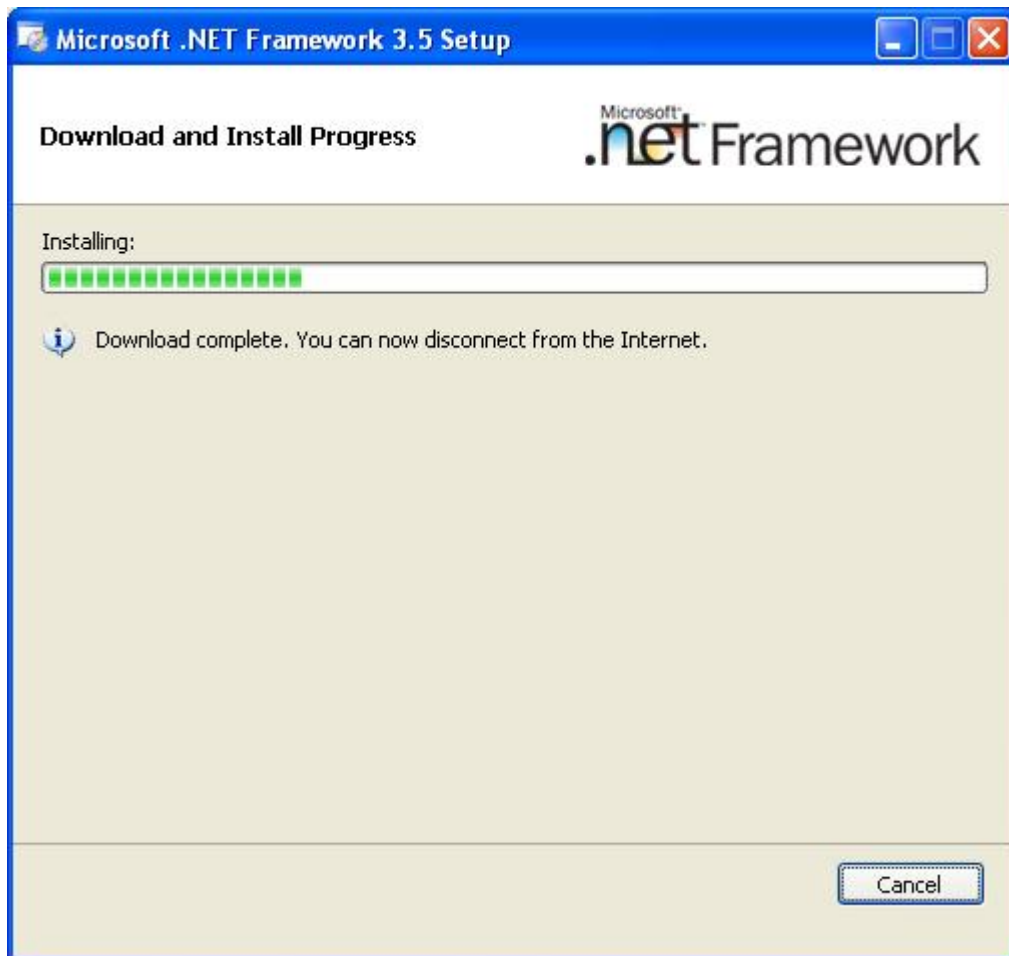 Microsoft .NET Framework 3.5 Setup
Download and Install Progress
Microsoft
.net Framework
Installing:
Download complete. You can now disconnect from the Internet.
Cancel